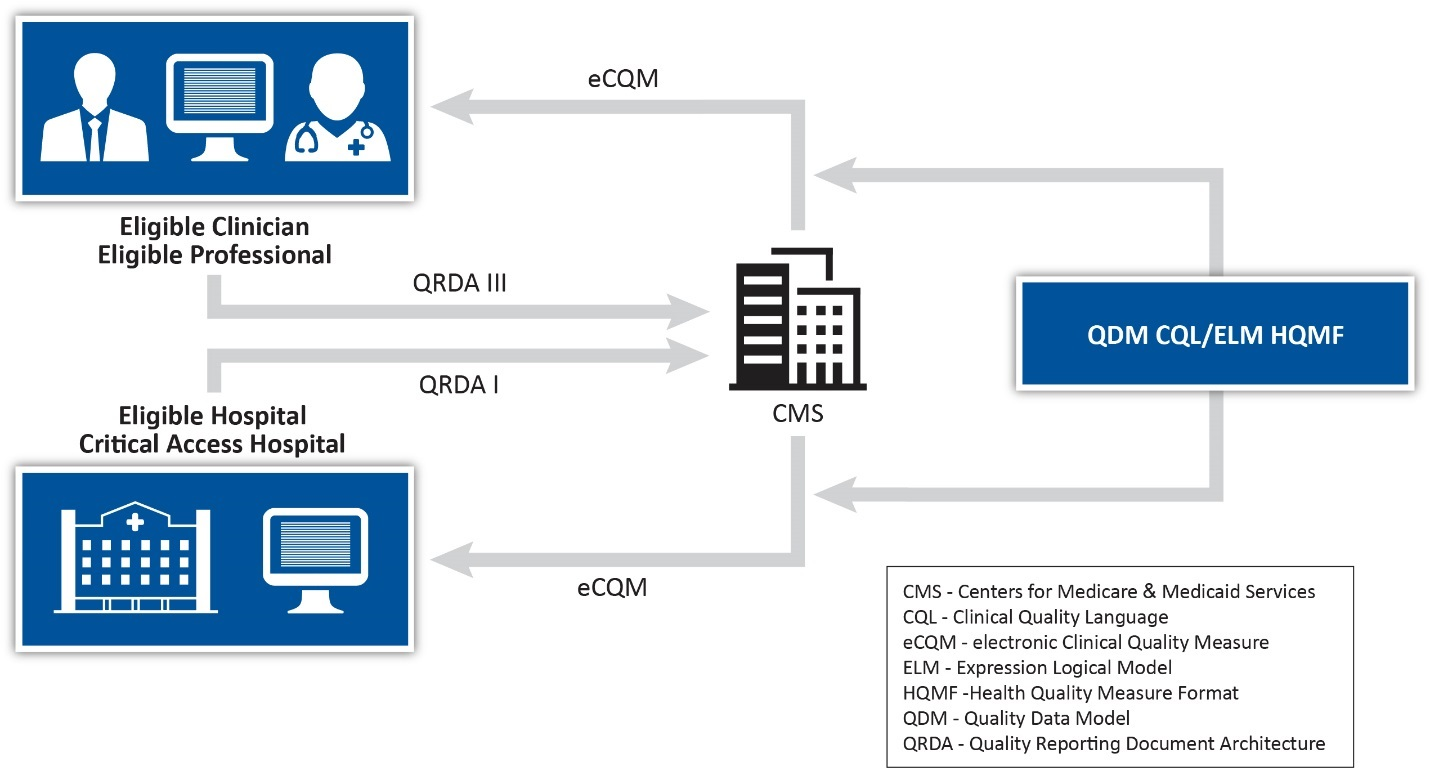 eCQM
Eligible Clinician
Eligible Professional
QRDA III
QDM CQL/ELM HQMF
QRDA I
CMS
Eligible Hospital
Critical Access Hospital
eCQM
CMS - Centers for Medicare & Medicaid Services
CQL - Clinical Quality Language
eCQM - electronic Clinical Quality Measure
ELM - Expression Logical Model
HQMF -Health Quality Measure Format
QDM - Quality Data Model
QRDA - Quality Reporting Document Architecture